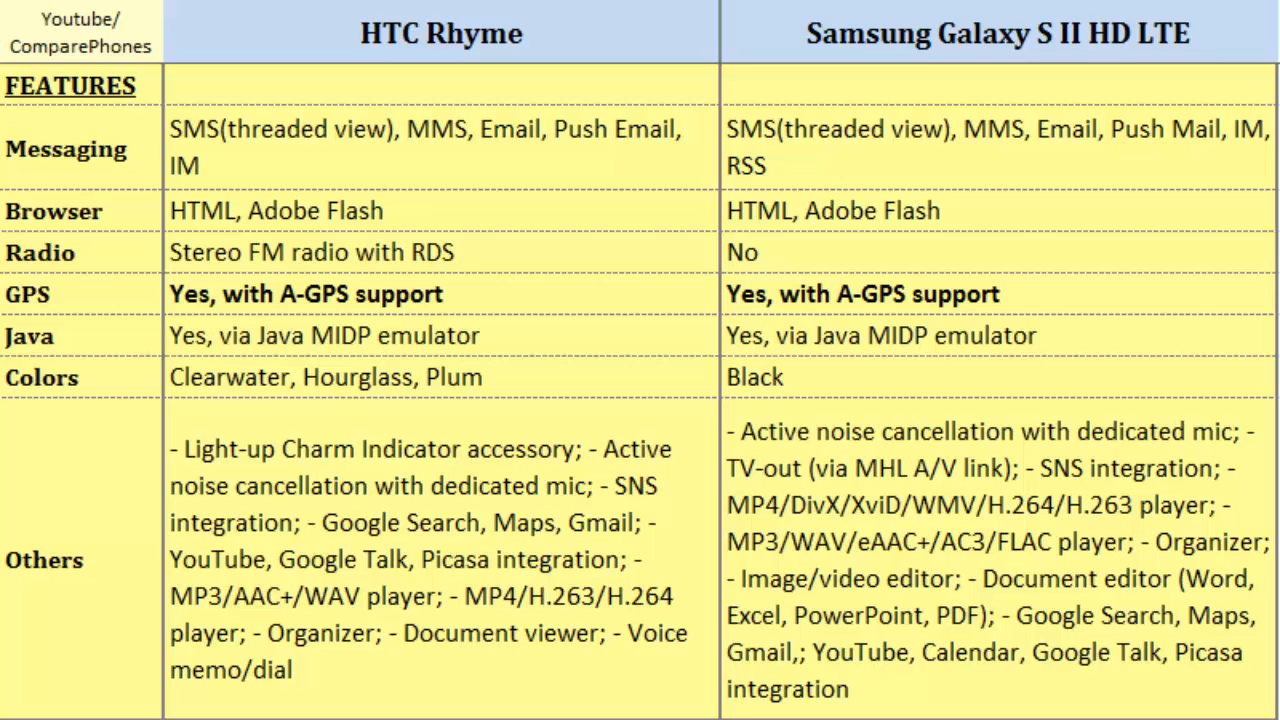 Youtube/
ComparePhones
HTC Rhyme
Samsung Galaxy S II HD LTE
FEATURES
Messaging
SMS(threaded view), MMS, Email, Push Email,
IM
SMS(threaded view), MMS, Email, Push Mail, IM,
RSS
Browser
HTML, Adobe Flash
HTML, Adobe Flash
Radio
Stereo FM radio with RDS
No
GPS
Yes, with A-GPS support
Yes, with A-GPS support
Java
Yes, via Java MIDP emulator
Yes, via Java MIDP emulator
Colors
Clearwater, Hourglass, Plum
Black
Others
- Light-up Charm Indicator accessory; - Active
noise cancellation with dedicated mic; - SNS
integration; - Google Search, Maps, Gmail; -
YouTube, Google Talk, Picasa integration; -
MP3/AAC+/WAV player; - MP4/H.263/H.264
player; - Organizer; - Document viewer; - Voice
memo/dial
- Active noise cancellation with dedicated mic; -
TV-out (via MHL A/V link); - SNS integration; -
MP4/DivX/XviD/WMV/H.264/H.263 player; -
MP3/WAV/eAAC+/AC3/FLAC player; - Organizer;
- Image/video editor; - Document editor (Word,
Excel, PowerPoint, PDF); - Google Search, Maps,
Gmail,; YouTube, Calendar, Google Talk, Picasa
integration